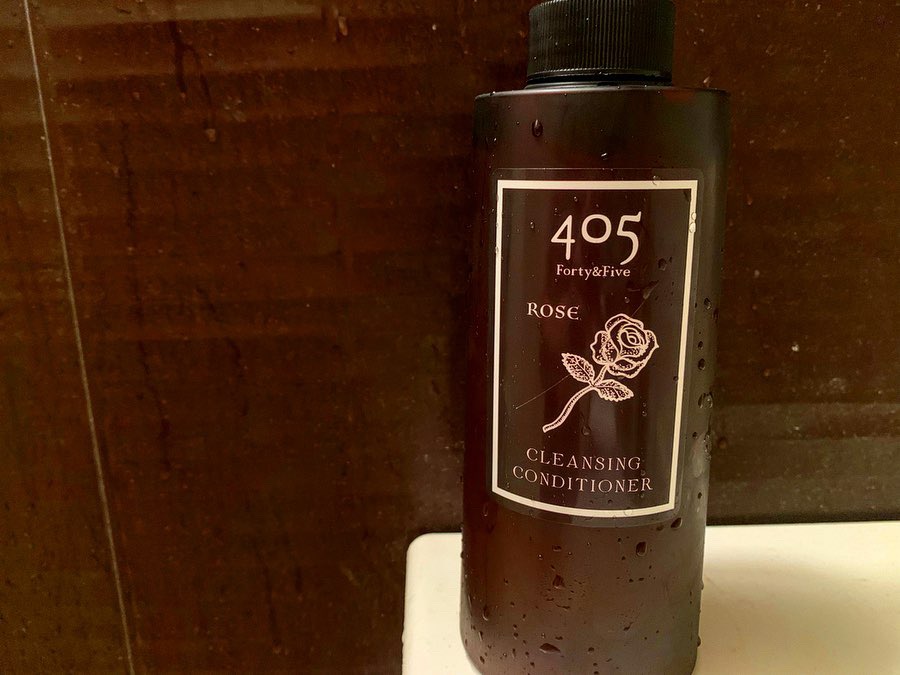 405
Forty&Five
ROSE
CLEANSING
CONDITIONER